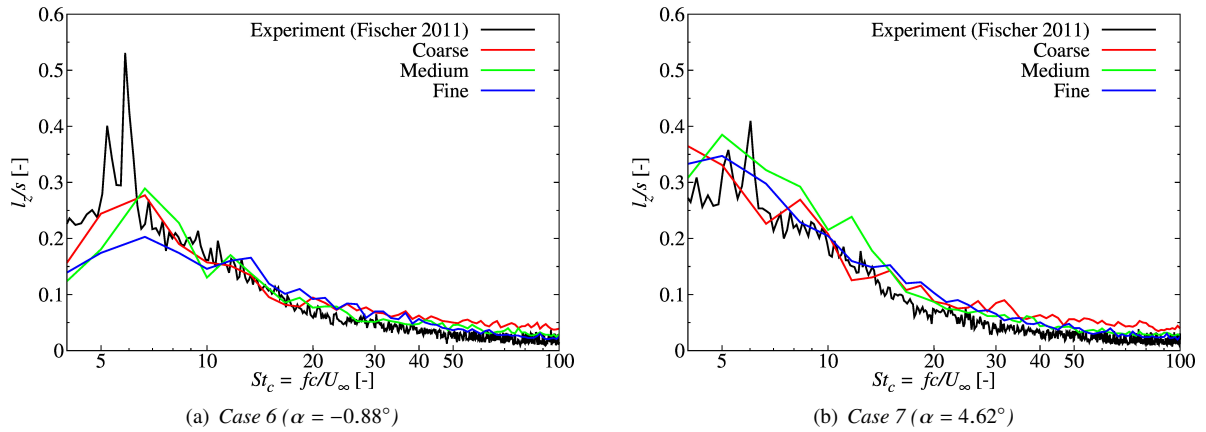 0.6
0.5
0.4
0.3
0.2
0.1
0
l_z/s [-]
Experiment (Fischer 2011)
Coarse
Medium
Fine
5 10 20 30 40 50 100
St_c = fc/U_∞ [-]
(a) Case 6 (α = −0.88°)
0.6
0.5
0.4
0.3
0.2
0.1
0
l_z/s [-]
Experiment (Fischer 2011)
Coarse
Medium
Fine
5 10 20 30 40 50 100
St_c = fc/U_∞ [-]
(b) Case 7 (α = 4.62°)